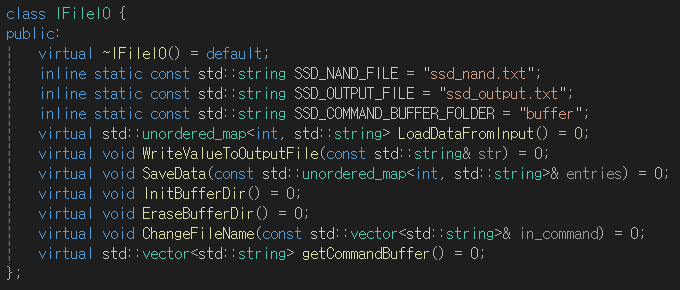 class IFileIO {
public:
    virtual ~IFileIO() = default;
    inline static const std::string SSD_NAND_FILE = "ssd_nand.txt";
    inline static const std::string SSD_OUTPUT_FILE = "ssd_output.txt";
    inline static const std::string SSD_COMMAND_BUFFER_FOLDER = "buffer";
    virtual std::unordered_map<int, std::string> LoadDataFromInput() = 0;
    virtual void WriteValueToOutputFile(const std::string& str) = 0;
    virtual void SaveData(const std::unordered_map<int, std::string>& entries) = 0;
    virtual void InitBufferDir() = 0;
    virtual void EraseBufferDir() = 0;
    virtual void ChangeFileName(const std::vector<std::string>& in_command) = 0;
    virtual std::vector<std::string> getCommandBuffer() = 0;
};